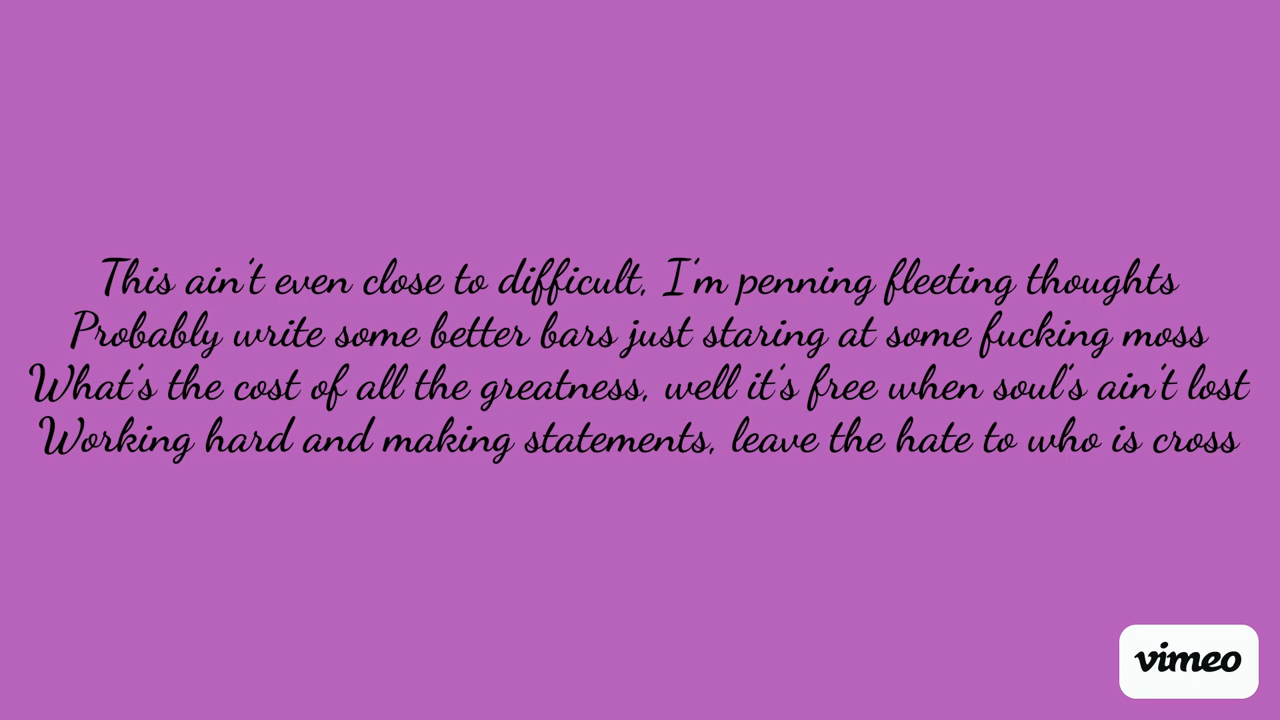 This ain't even close to difficult, I'm penning fleeting thoughts
Probably write some better bars just staring at some fucking moss
What's the cost of all the greatness, well it's free when soul's ain't lost
Working hard and making statements, leave the hate to who is cross
vimeo